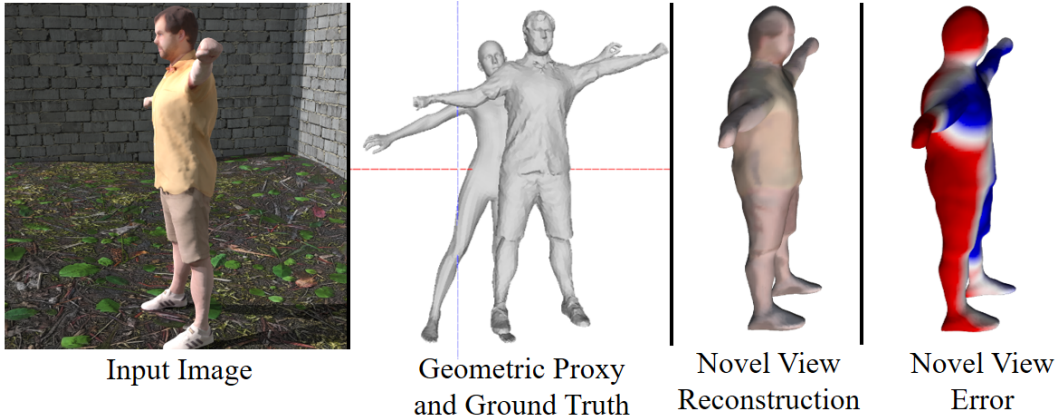 Input Image
Geometric Proxy
and Ground Truth
Novel View
Reconstruction
Novel View
Error